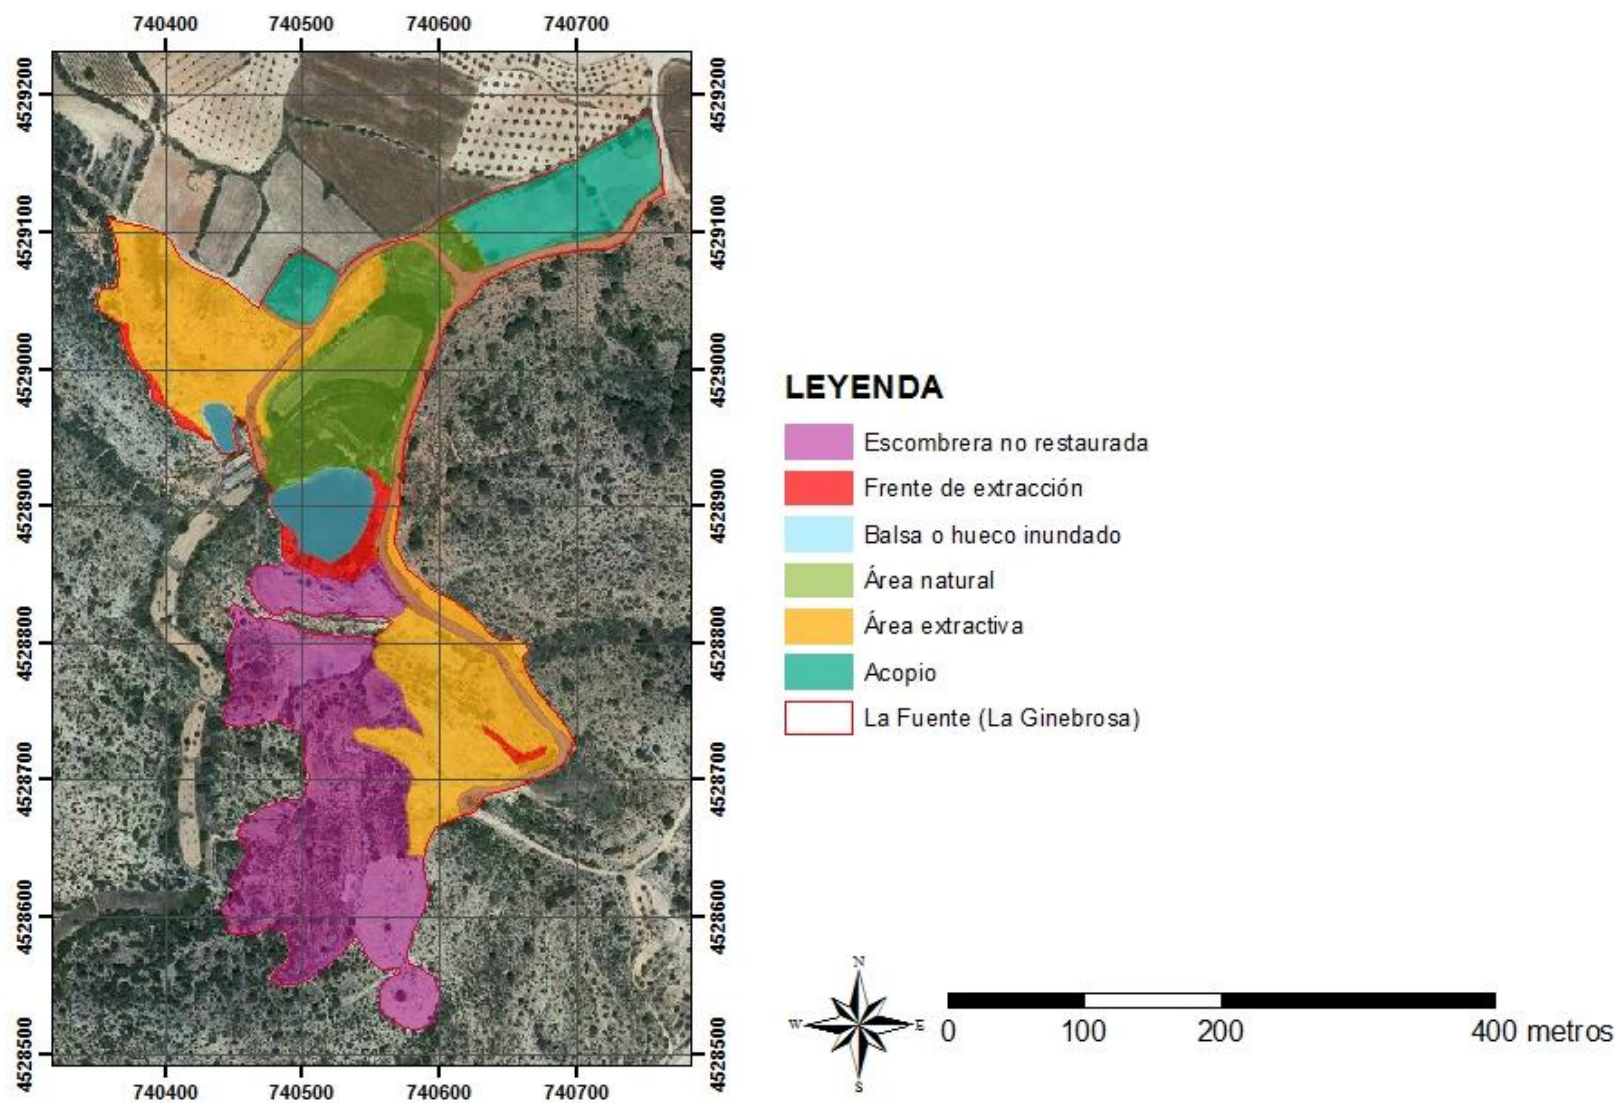 740400 740500 740600 740700
4529200 4529200
4529100 4529100
4529000 4529000
4528900 4528900
4528800 4528800
4528700 4528700
4528600 4528600
4528500 4528500
740400 740500 740600 740700
LEYENDA
Escombrera no restaurada
Frente de extracción
Balsa o hueco inundado
Área natural
Área extractiva
Acopio
La Fuente (La Ginebrosa)
N
W E
S
0 100 200 400 metros